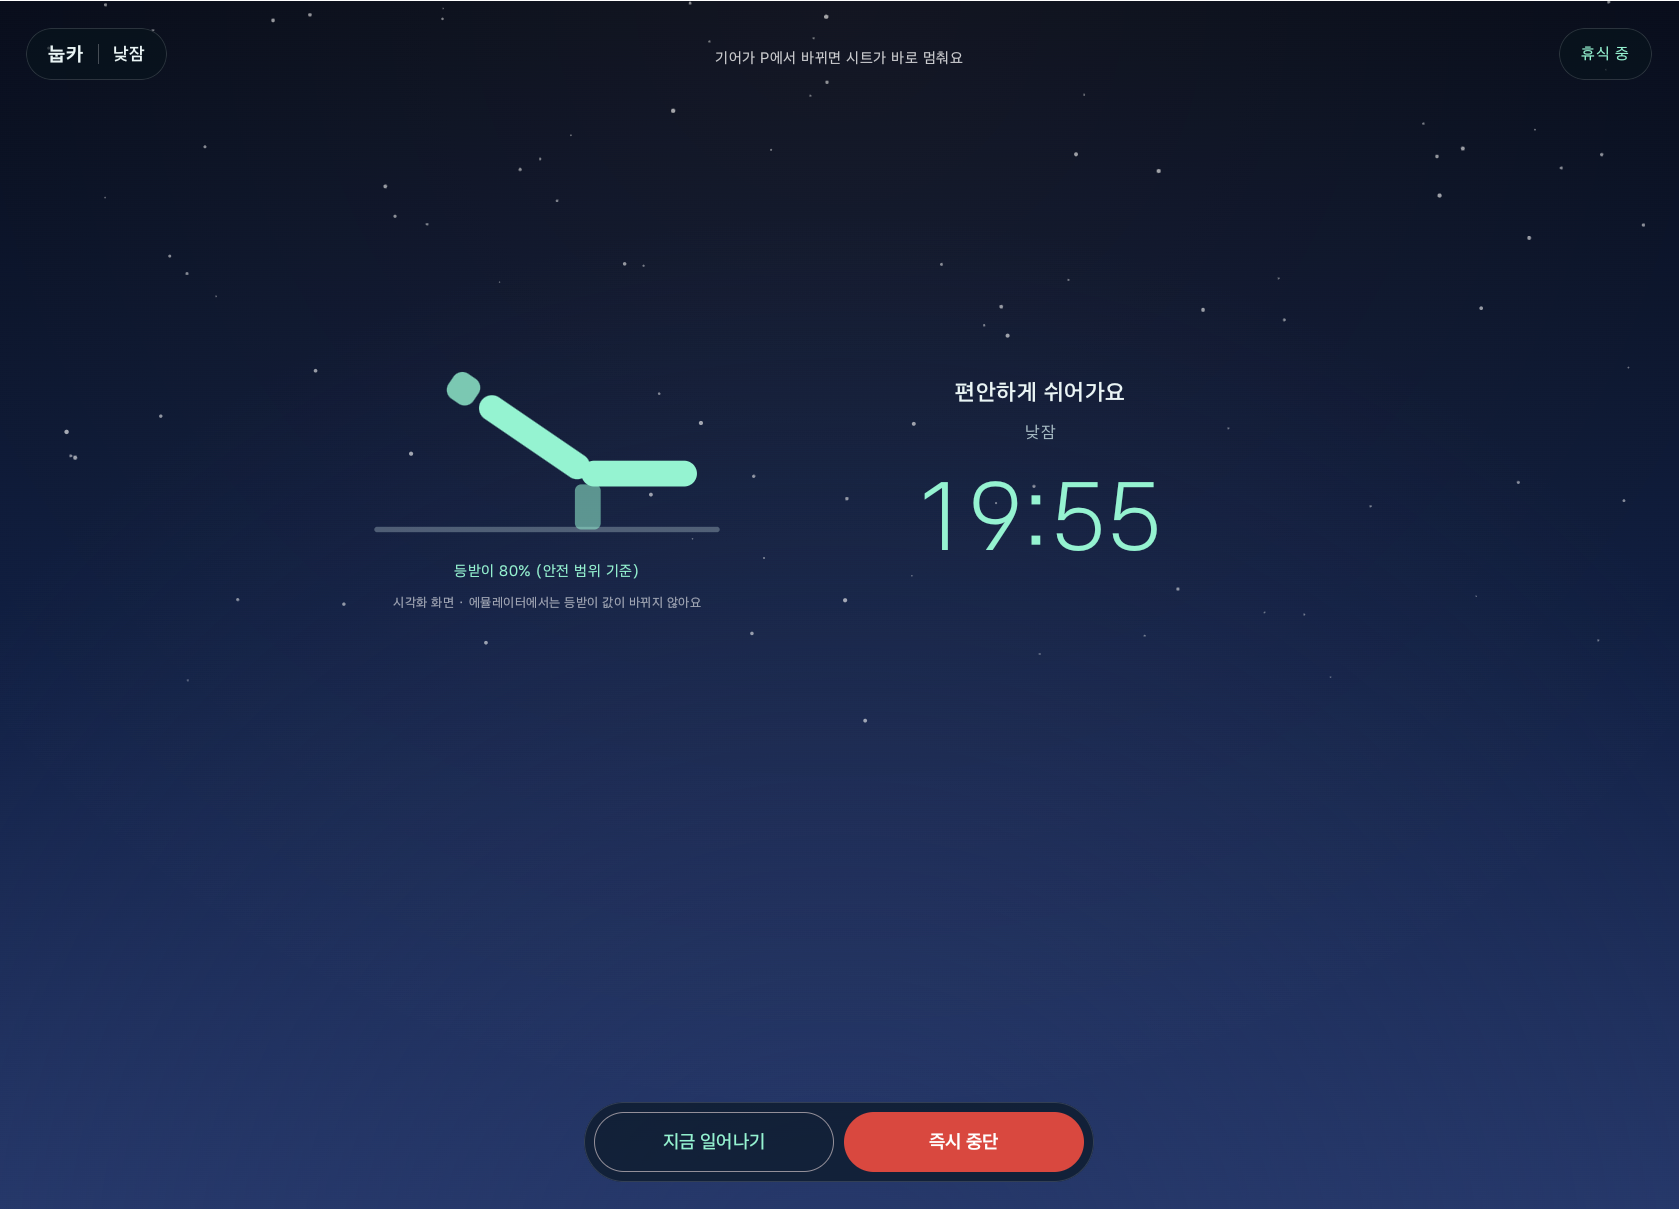 눕카 낮잠
기어가 P에서 바뀌면 시트가 바로 멈춰요
휴식 중
편안하게 쉬어가요
낮잠
19:55
등받이 80% (안전 범위 기준)
시각화 화면 · 에뮬레이터에서는 등받이 값이 바뀌지 않아요
지금 일어나기
즉시 중단